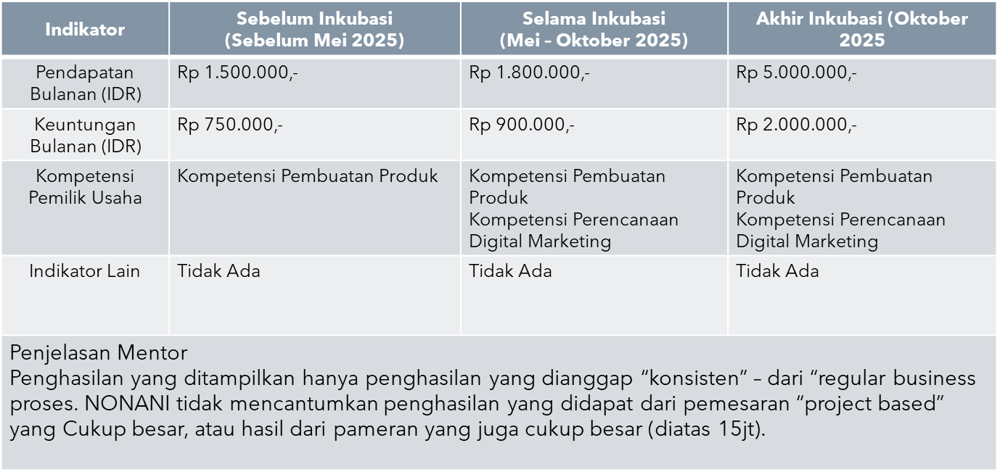 Indikator
Sebelum Inkubasi
(Sebelum Mei 2025)
Selama Inkubasi
(Mei – Oktober 2025)
Akhir Inkubasi (Oktober
2025
Pendapatan
Bulanan (IDR)
Rp 1.500.000,-
Rp 1.800.000,-
Rp 5.000.000,-
Keuntungan
Bulanan (IDR)
Rp 750.000,-
Rp 900.000,-
Rp 2.000.000,-
Kompetensi
Pemilik Usaha
Kompetensi Pembuatan Produk
Kompetensi Pembuatan
Produk
Kompetensi Perencanaan
Digital Marketing
Kompetensi Pembuatan
Produk
Kompetensi Perencanaan
Digital Marketing
Indikator Lain
Tidak Ada
Tidak Ada
Tidak Ada
Penjelasan Mentor
Penghasilan yang ditampilkan hanya penghasilan yang dianggap “konsisten” – dari “regular business
proses. NONANI tidak mencantumkan penghasilan yang didapat dari pemesaran “project based”
yang Cukup besar, atau hasil dari pameran yang juga cukup besar (diatas 15jt).